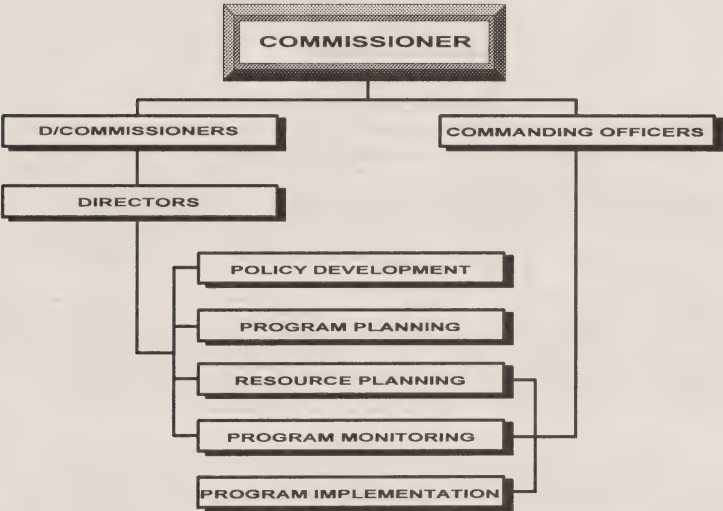 COMMISSIONER
D/COMMISSIONERS
COMMANDING OFFICERS
DIRECTORS
POLICY DEVELOPMENT
PROGRAM PLANNING
RESOURCE PLANNING
PROGRAM MONITORING
PROGRAM IMPLEMENTATION